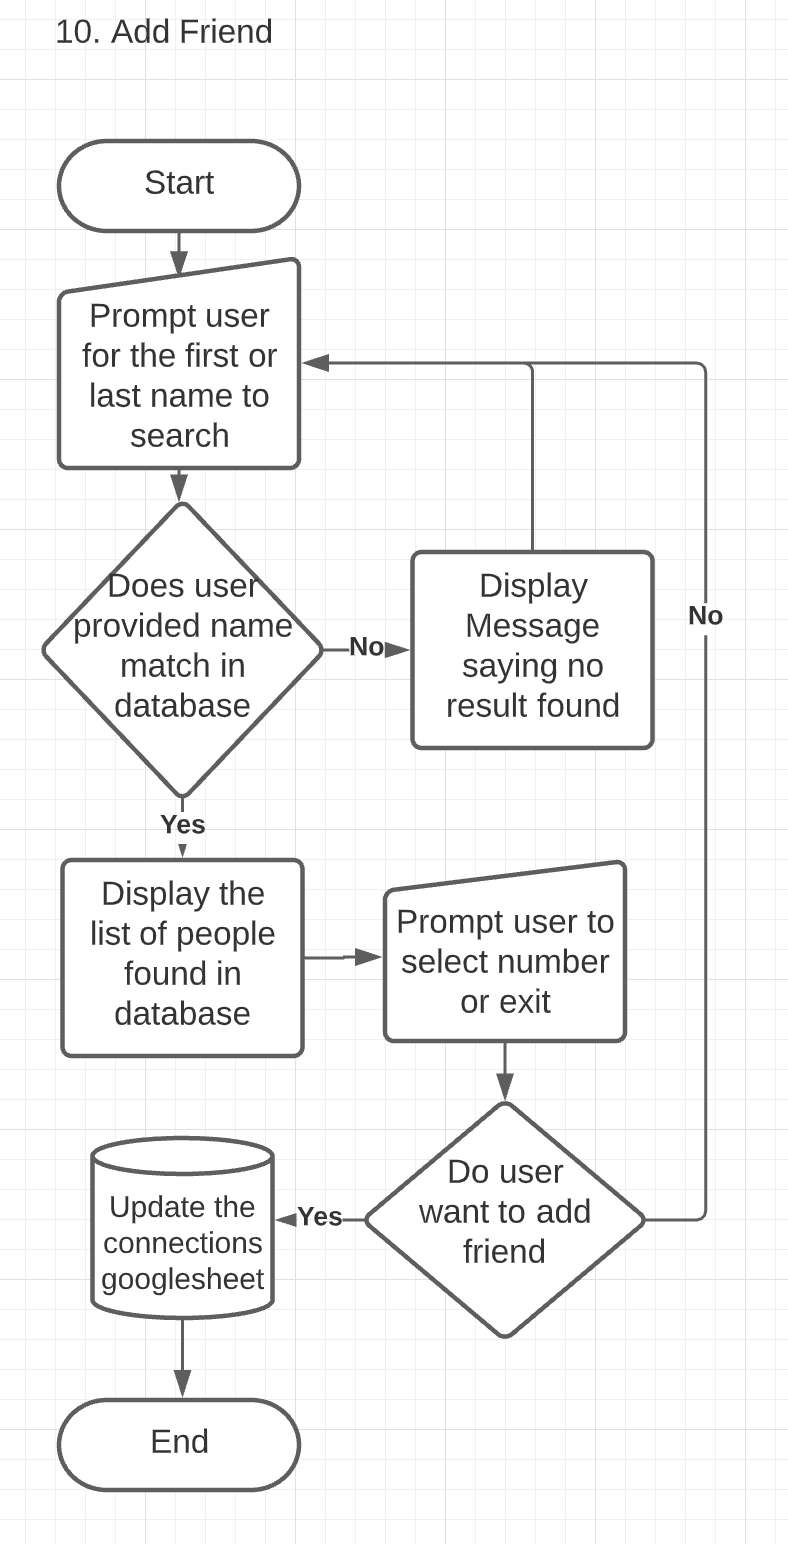 10. Add Friend
Start
Prompt user
for the first or
last name to
search
Does user
provided name
match in
database
No
Display
Message
saying no
result found
No
Yes
Display the
list of people
found in
database
Prompt user to
select number
or exit
Do user
want to add
friend
Yes
Update the
connections
googlesheet
End